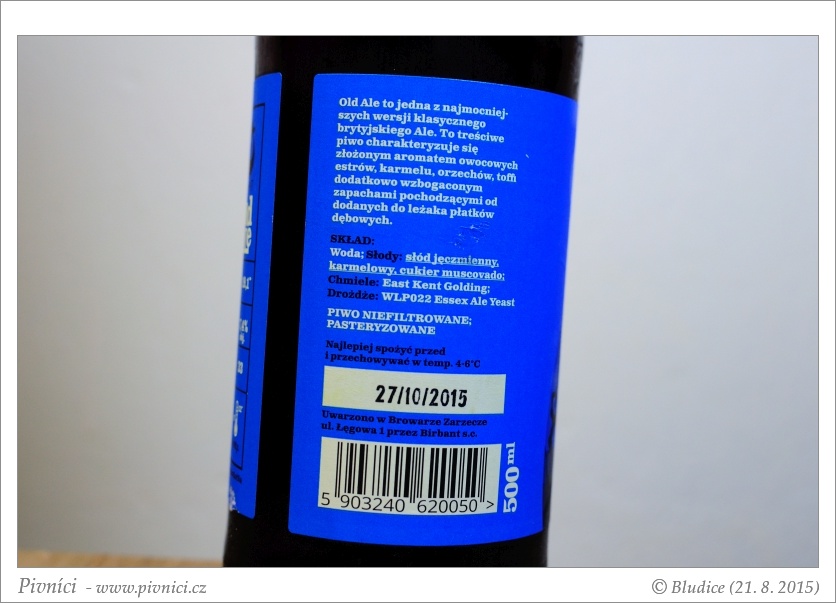 Old Ale to jedna z najmocniej-
szych wersji klasycznego
brytyjskiego Ale. To treściwe
piwo charakteryzuje się
złożonym aromatem owocowych
estrów, karmelu, orzechów, toffi
dodatkowo wzbogaconym
zapachami pochodzącymi od
dodanych do leżaka płatków
dębowych.
SKŁAD:
Woda; Słody: słód jęczmienny,
karmelowy, cukier muscovado;
Chmiele: East Kent Golding;
Drożdże: WLP022 Essex Ale Yeast
PIWO NIEFILTROWANE;
PASTERYZOWANE
Najlepiej spożyć przed
i przechowywać w temp. 4-6°C
27/10/2015
Uwarzono w Browarze Zarzecze
ul. Łęgowa 1 przez Birbant s.c.
5 903240 620050 >
500 ml
Pivníci - www.pivnici.cz
© Bludice (21. 8. 2015)